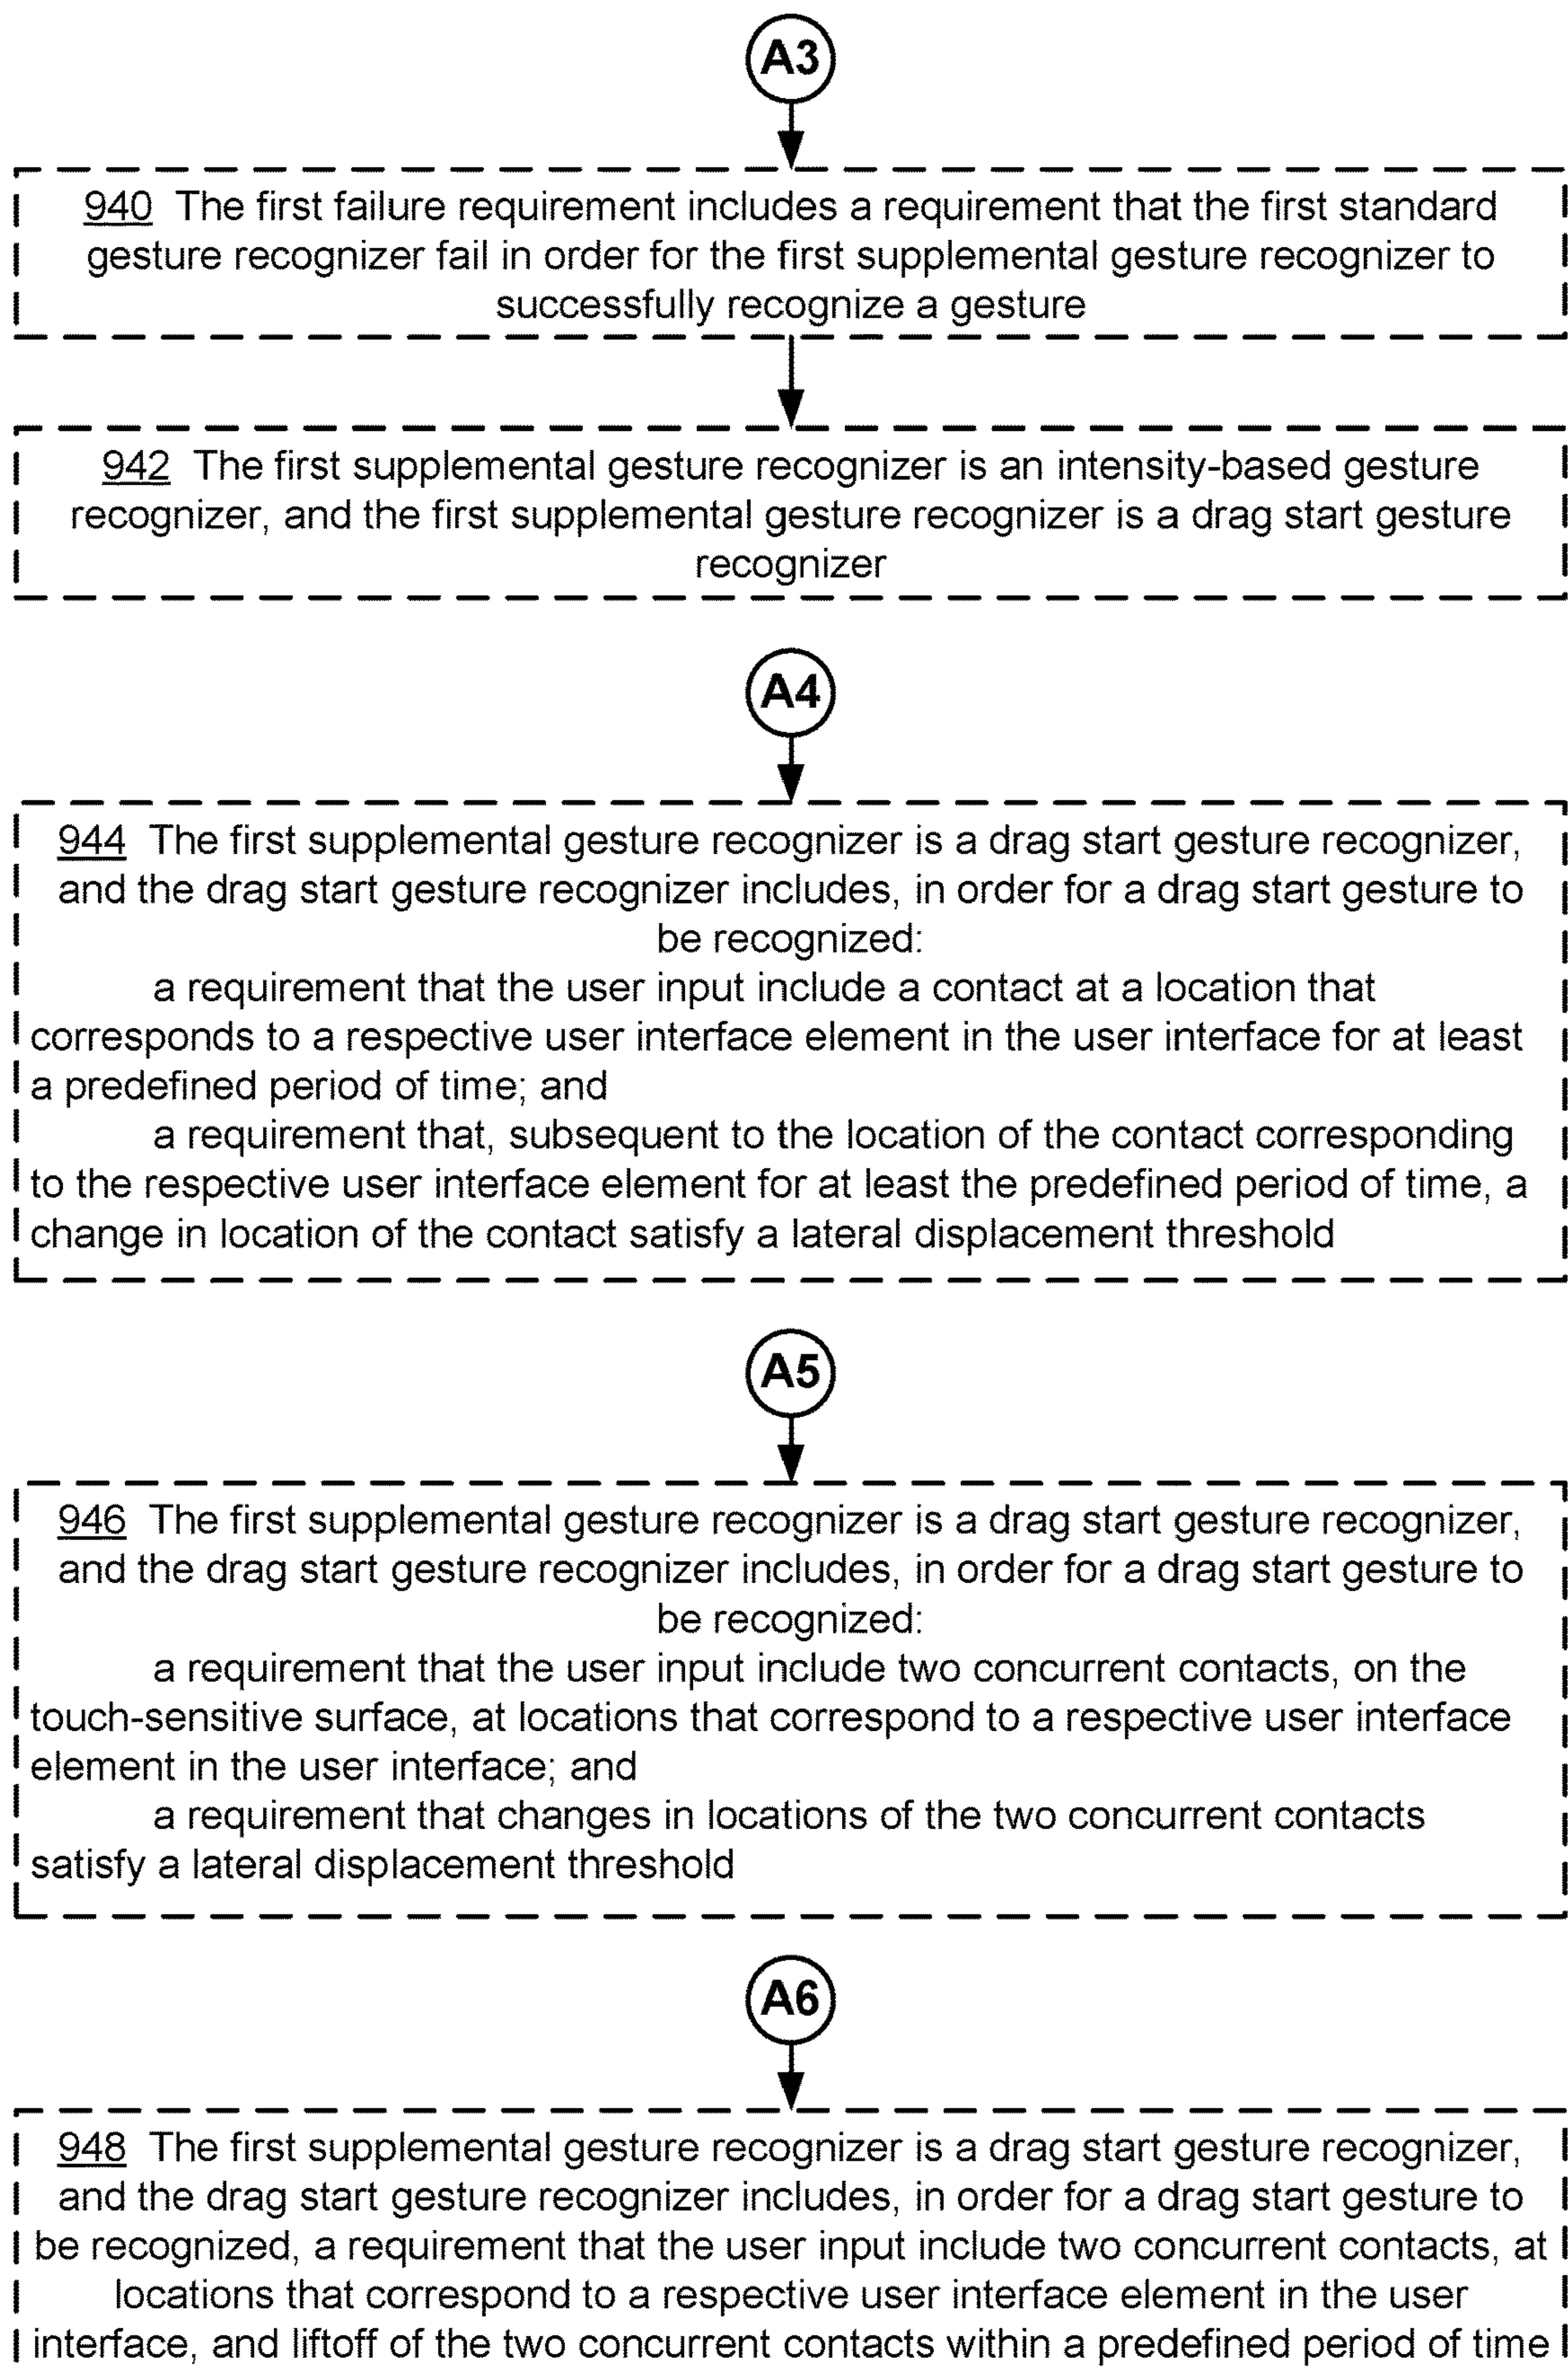 A3
940 The first failure requirement includes a requirement that the first standard
gesture recognizer fail in order for the first supplemental gesture recognizer to
successfully recognize a gesture
942 The first supplemental gesture recognizer is an intensity-based gesture
recognizer, and the first supplemental gesture recognizer is a drag start gesture
recognizer
A4
944 The first supplemental gesture recognizer is a drag start gesture recognizer,
and the drag start gesture recognizer includes, in order for a drag start gesture to
be recognized:
a requirement that the user input include a contact at a location that
corresponds to a respective user interface element in the user interface for at least
a predefined period of time; and
a requirement that, subsequent to the location of the contact corresponding
to the respective user interface element for at least the predefined period of time, a
change in location of the contact satisfy a lateral displacement threshold
A5
946 The first supplemental gesture recognizer is a drag start gesture recognizer,
and the drag start gesture recognizer includes, in order for a drag start gesture to
be recognized:
a requirement that the user input include two concurrent contacts, on the
touch-sensitive surface, at locations that correspond to a respective user interface
element in the user interface; and
a requirement that changes in locations of the two concurrent contacts
satisfy a lateral displacement threshold
A6
948 The first supplemental gesture recognizer is a drag start gesture recognizer,
and the drag start gesture recognizer includes, in order for a drag start gesture to
be recognized, a requirement that the user input include two concurrent contacts, at
locations that correspond to a respective user interface element in the user
interface, and liftoff of the two concurrent contacts within a predefined period of time